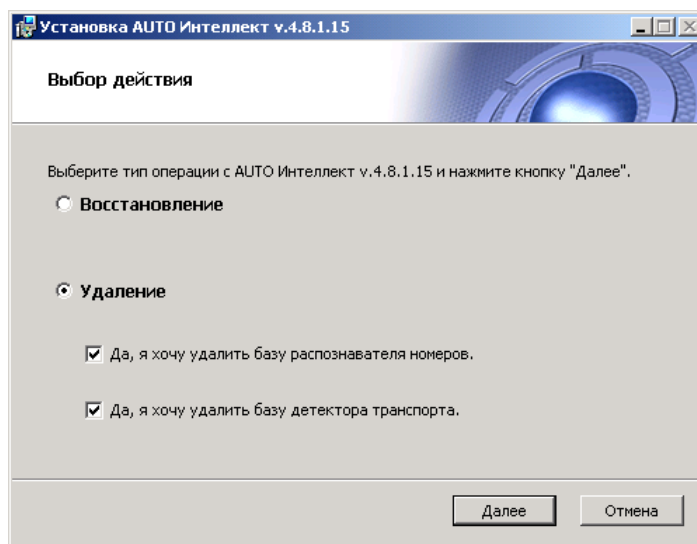 Установка AUTO Интеллект v.4.8.1.15
Выбор действия
Выберите тип операции с AUTO Интеллект v.4.8.1.15 и нажмите кнопку "Далее".
Восстановление
Удаление
Да, я хочу удалить базу распознавателя номеров.
Да, я хочу удалить базу детектора транспорта.
Далее Отмена